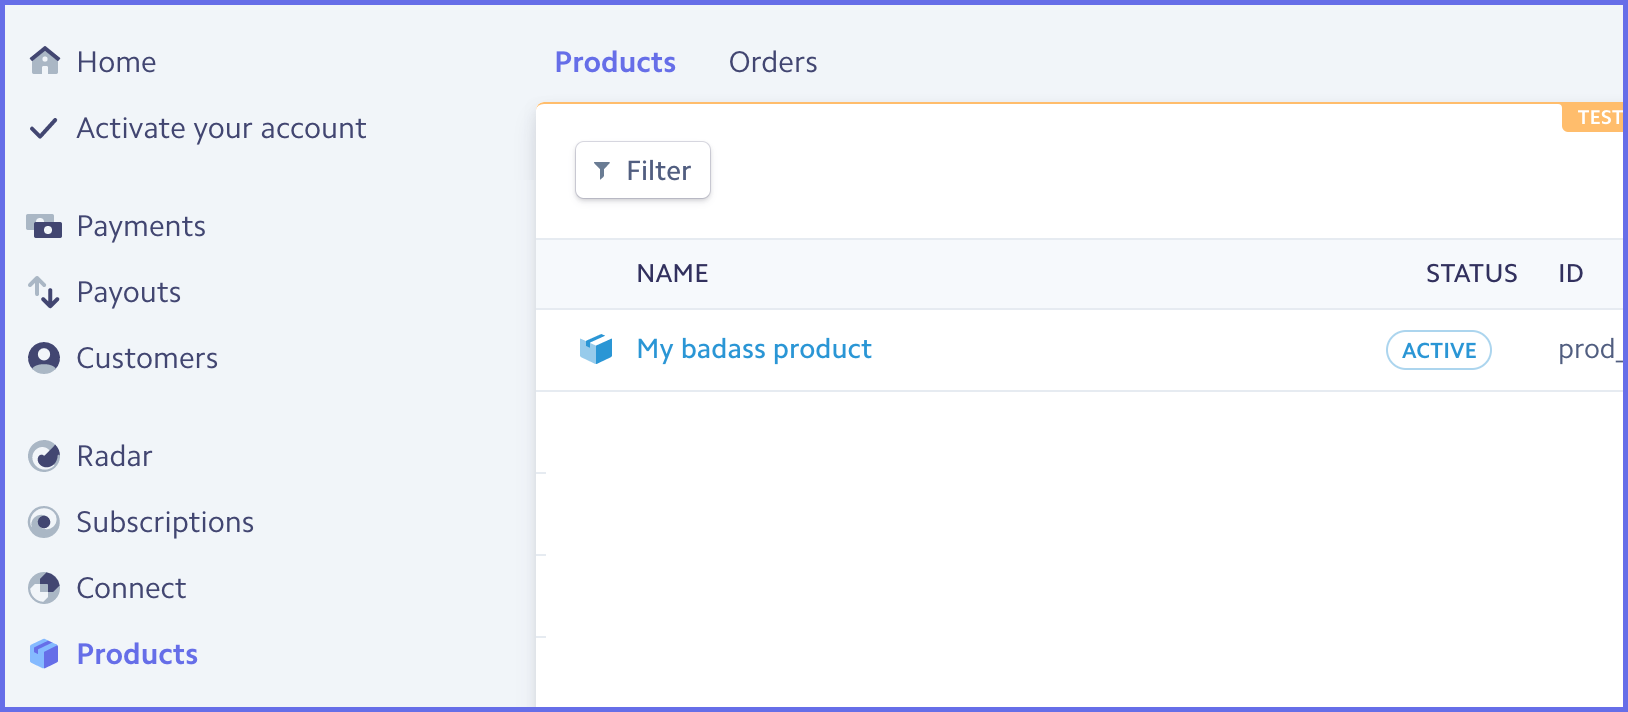 Home
Activate your account
Payments
Payouts
Customers
Radar
Subscriptions
Connect
Products
Products Orders
TEST
Filter
NAME STATUS ID
My badass product ACTIVE prod_